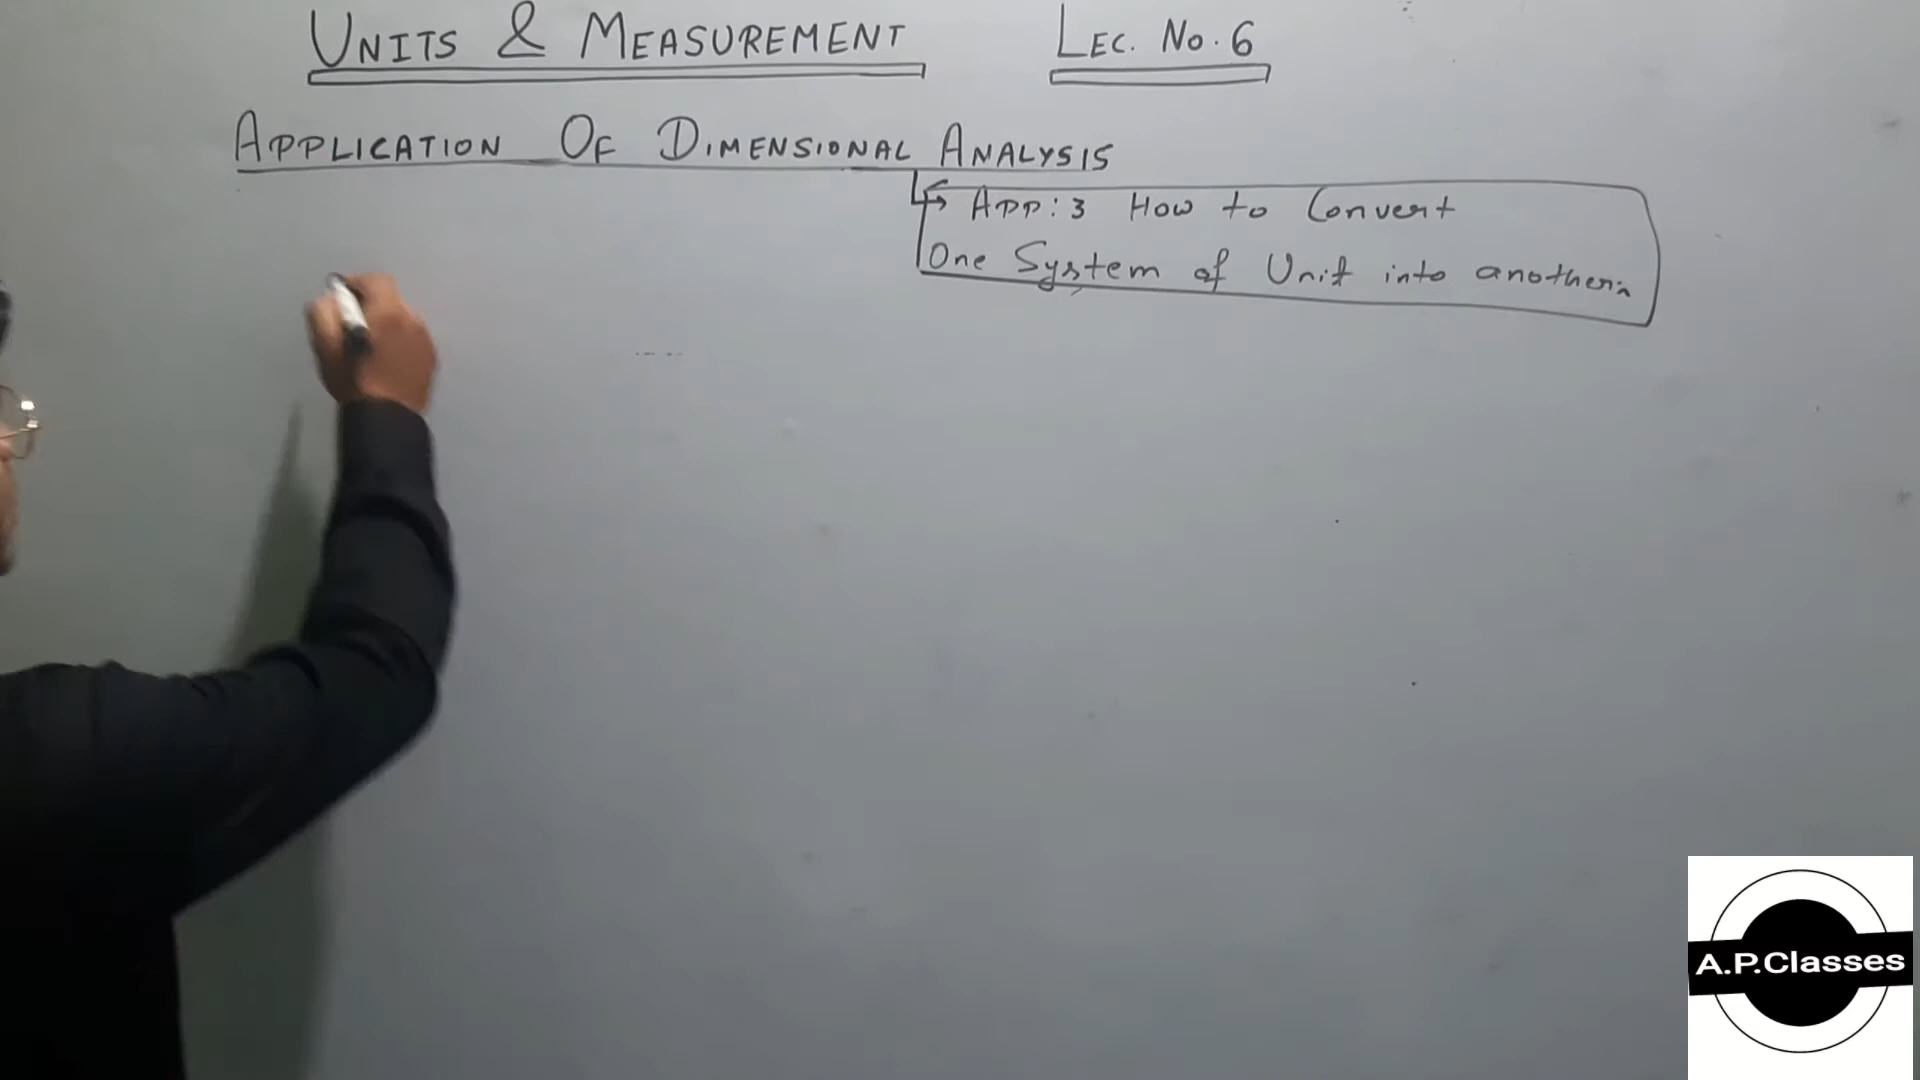 UNITS & MEASUREMENT LEC. No. 6
APPLICATION OF DIMENSIONAL ANALYSIS
APP: 3 How to Convert
One System of Unit into another:
A.P.Classes